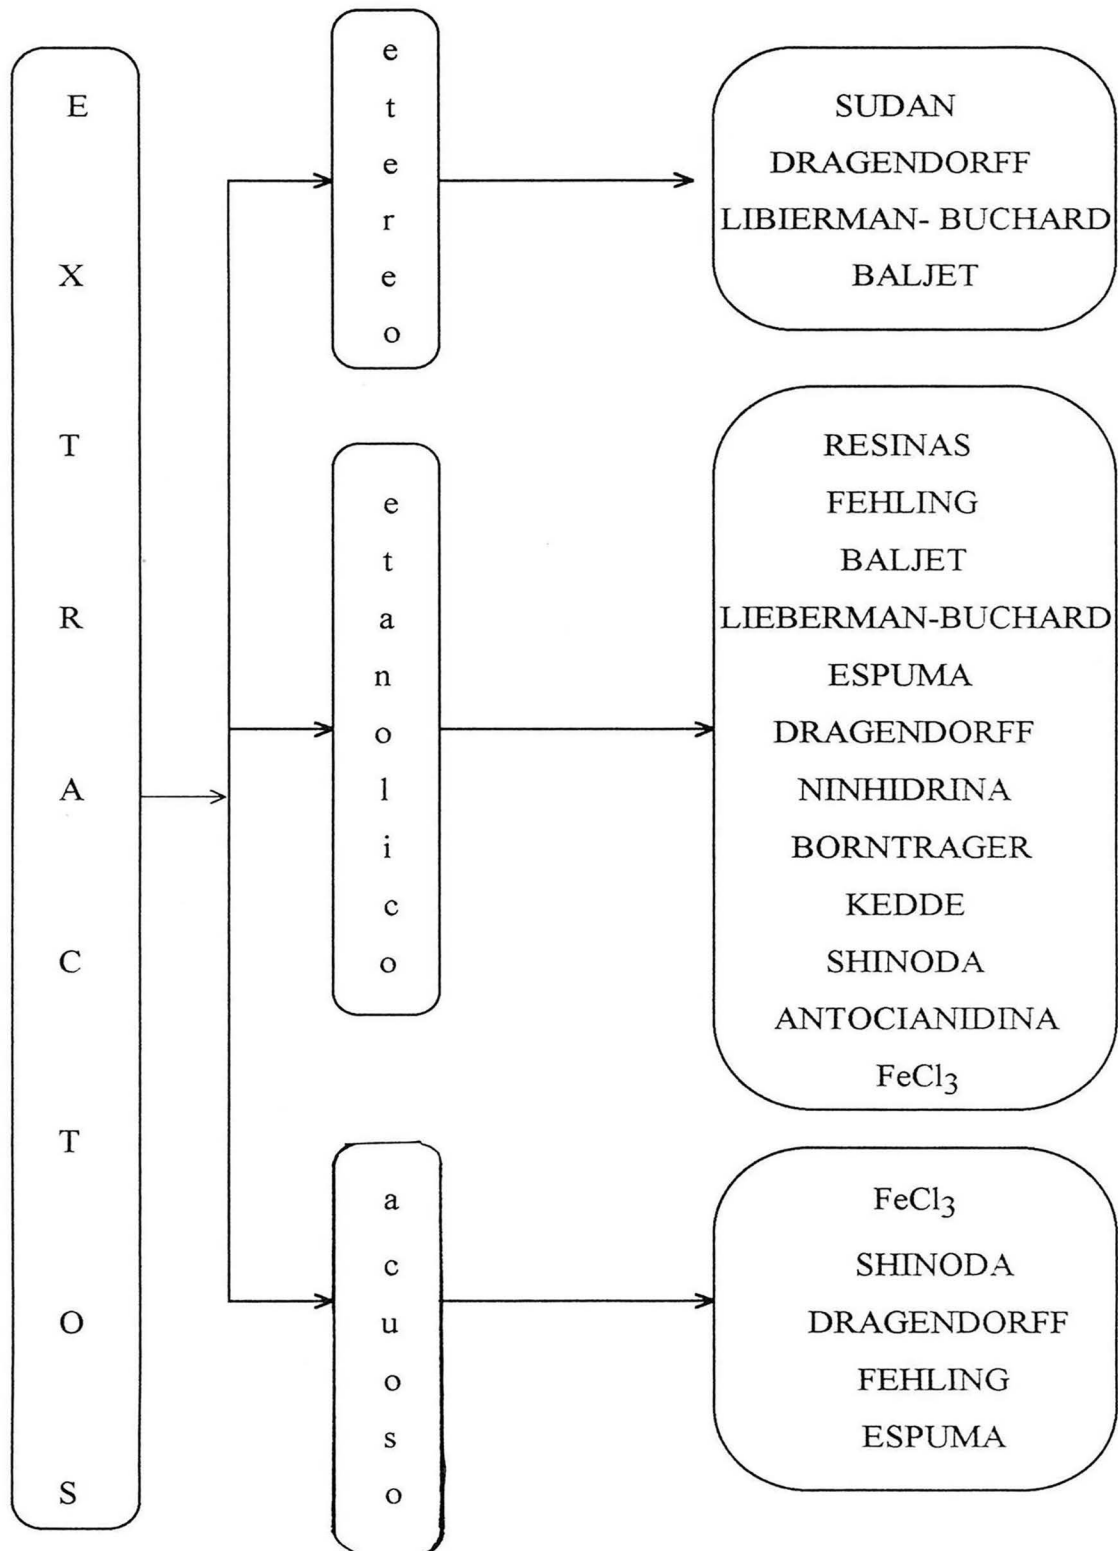 EXTRACTOS
etereo
SUDAN
DRAGENDORFF
LIBIERMAN- BUCHARD
BALJET
etanolico
RESINAS
FEHLING
BALJET
LIEBERMAN-BUCHARD
ESPUMA
DRAGENDORFF
NINHIDRINA
BORNTRAGER
KEDDE
SHINODA
ANTOCIANIDINA
FeCl3
acuoso
FeCl3
SHINODA
DRAGENDORFF
FEHLING
ESPUMA